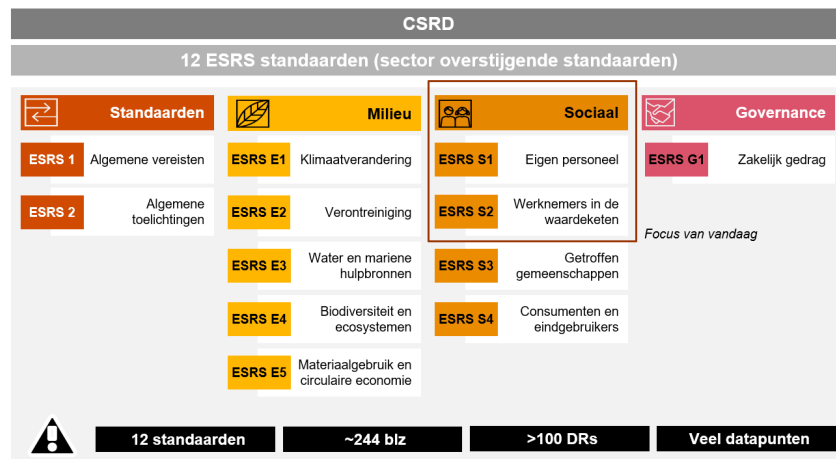 CSRD
12 ESRS standaarden (sector overstijgende standaarden)
Standaarden
ESRS 1
Algemene vereisten
ESRS 2
Algemene
toelichtingen
Milieu
ESRS E1
Klimaatverandering
ESRS E2
Verontreiniging
ESRS E3
Water en mariene
hulpbronnen
ESRS E4
Biodiversiteit en
ecosystemen
ESRS E5
Materiaalgebruik en
circulaire economie
Sociaal
ESRS S1
Eigen personeel
ESRS S2
Werknemers in de
waardeketen
ESRS S3
Getroffen
gemeenschappen
ESRS S4
Consumenten en
eindgebruikers
Governance
ESRS G1
Zakelijk gedrag
Focus van vandaag
12 standaarden
~244 blz
>100 DRs
Veel datapunten